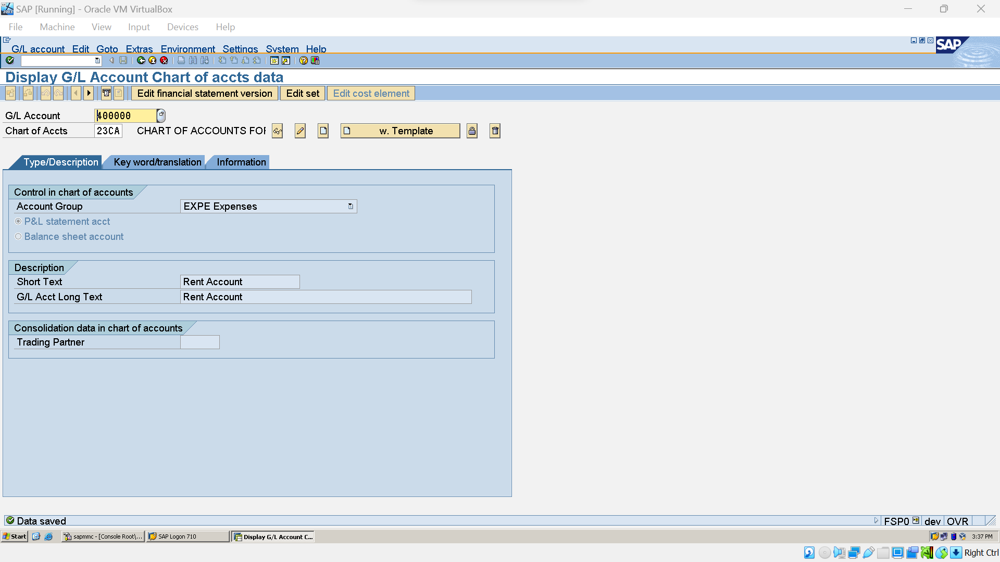 SAP [Running] - Oracle VM VirtualBox
File Machine View Input Devices Help
G/L account Edit Goto Extras Environment Settings System Help
SAP
Display G/L Account Chart of accts data
Edit financial statement version Edit set Edit cost element
G/L Account 400000
Chart of Accts 23CA CHART OF ACCOUNTS FOR w. Template
Type/Description Key word/translation Information
Control in chart of accounts
Account Group EXPE Expenses
P&L statement acct
Balance sheet account
Description
Short Text Rent Account
G/L Acct Long Text Rent Account
Consolidation data in chart of accounts
Trading Partner
Data saved FSP0 dev OVR
Start sapmmc - [Console Root\... SAP Logon 710 Display G/L Account C... 3:37 PM
Right Ctrl